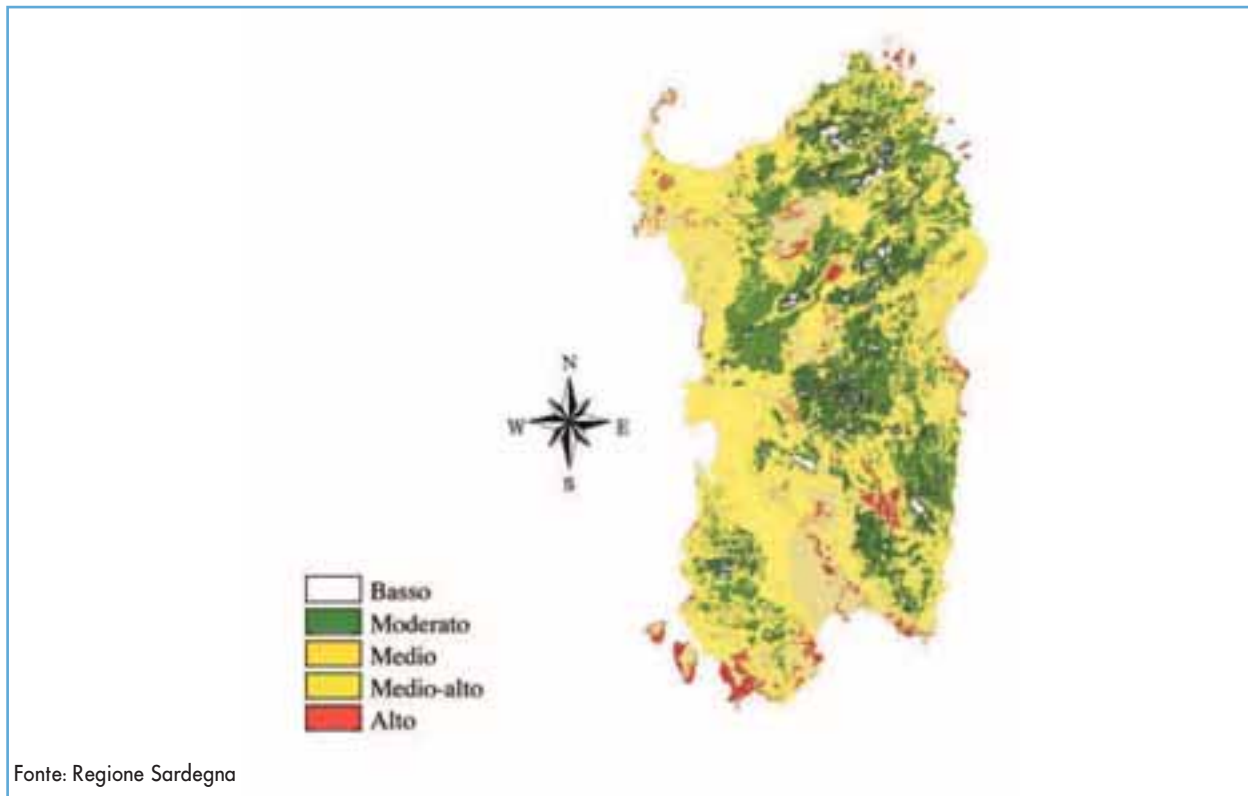 N
W E
S
Basso
Moderato
Medio
Medio-alto
Alto
Fonte: Regione Sardegna